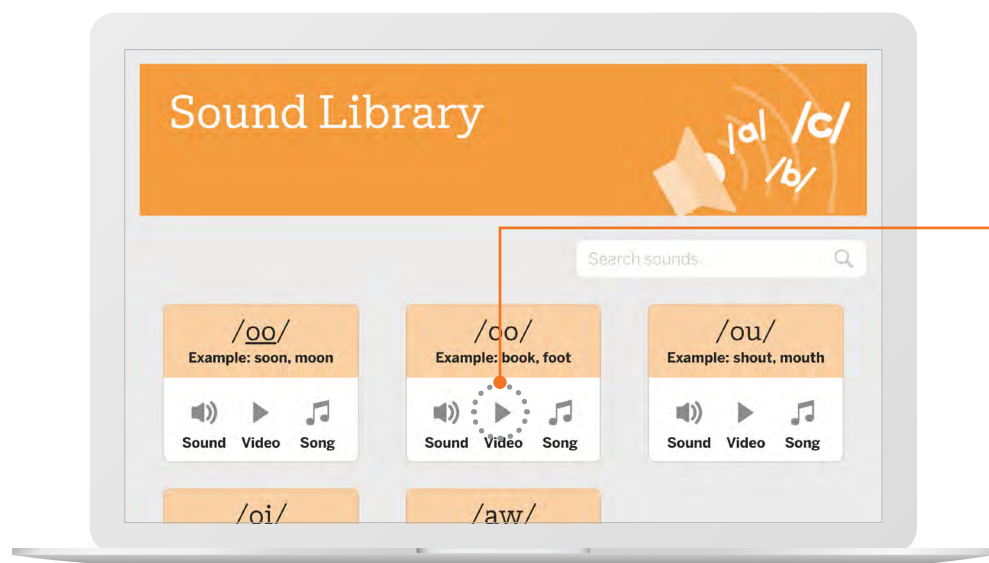 Sound Library
/a/ /c/
/b/
Search sounds
/oo/ /oo/ /ou/
Example: soon, moon Example: book, foot Example: shout, mouth
Sound Video Song Sound Video Song Sound Video Song
/oi/ /aw/